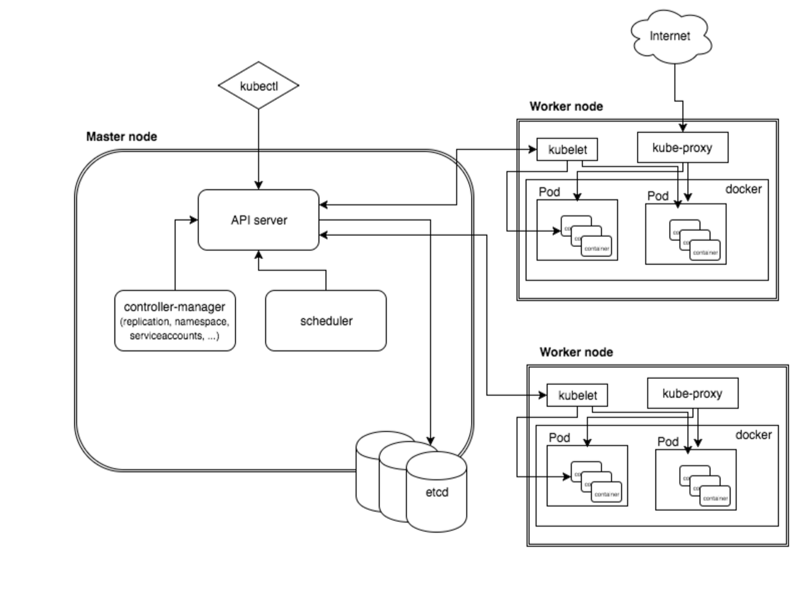 Internet
kubectl
Worker node
Master node
kubelet
kube-proxy
Pod
Pod
docker
container
container
API server
controller-manager
(replication, namespace,
serviceaccounts, ...)
scheduler
Worker node
kubelet
kube-proxy
Pod
Pod
docker
container
container
etcd